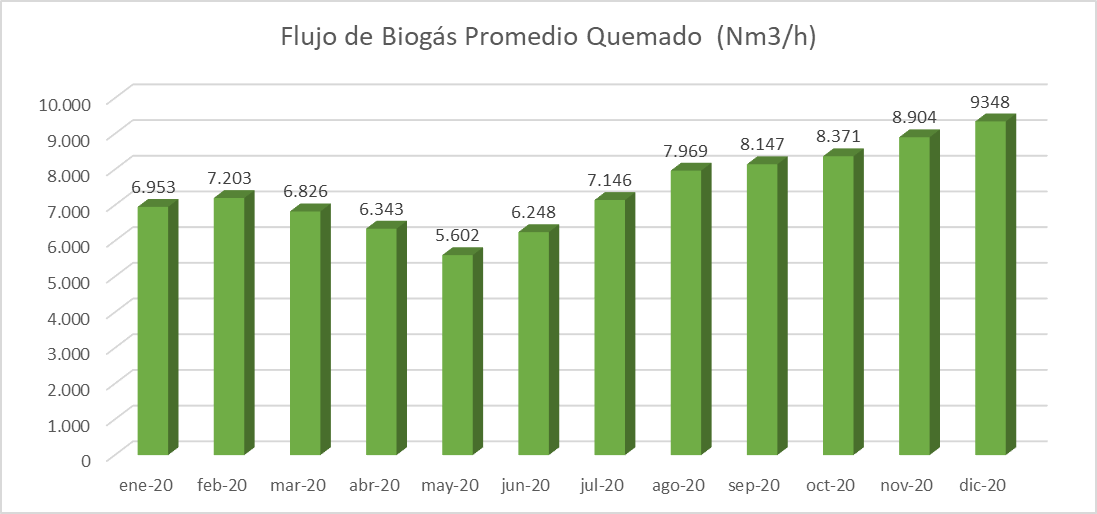 Flujo de Biogás Promedio Quemado (Nm3/h)
10.000
9.000
8.000
7.000
6.000
5.000
4.000
3.000
2.000
1.000
0
6.953
7.203
6.826
6.343
5.602
6.248
7.146
7.969
8.147
8.371
8.904
9348
ene-20
feb-20
mar-20
abr-20
may-20
jun-20
jul-20
ago-20
sep-20
oct-20
nov-20
dic-20